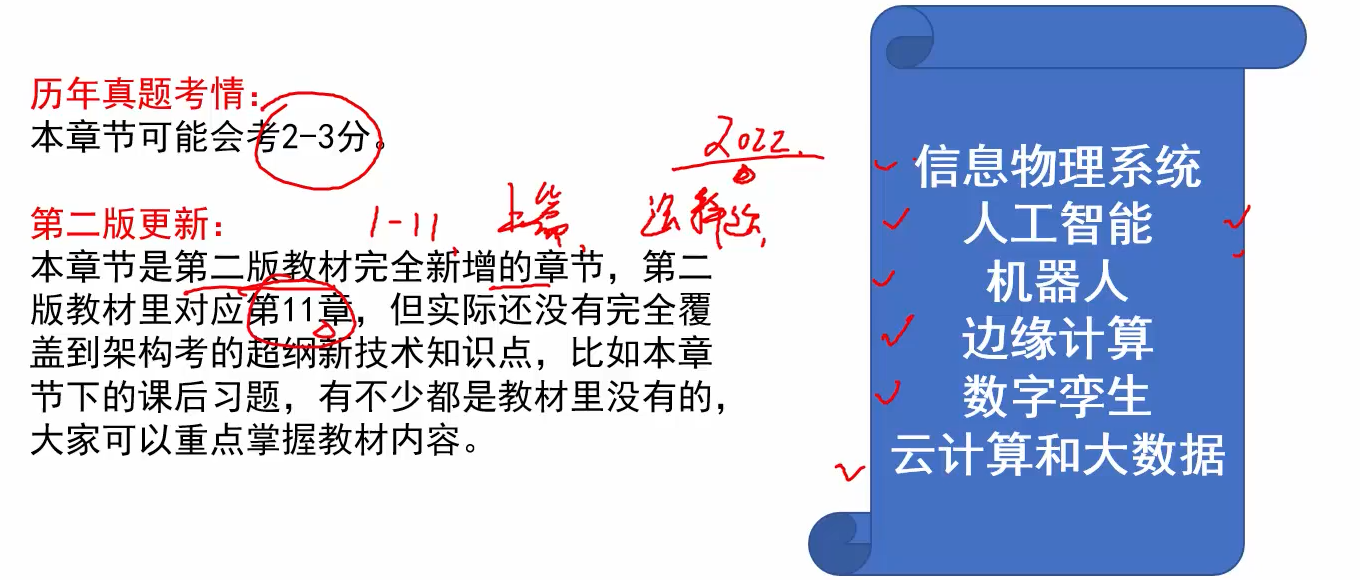 历年真题考情：
本章节可能会考2-3分。
2022.
第二版更新：
1-11.
上篇、
本章节是第二版教材完全新增的章节，第二
版教材里对应第11章，但实际还没有完全覆
盖到架构考的超纲新技术知识点，比如本章
节下的课后习题，有不少都是教材里没有的，
大家可以重点掌握教材内容。
信息物理系统
人工智能
机器人
边缘计算
数字孪生
云计算和大数据